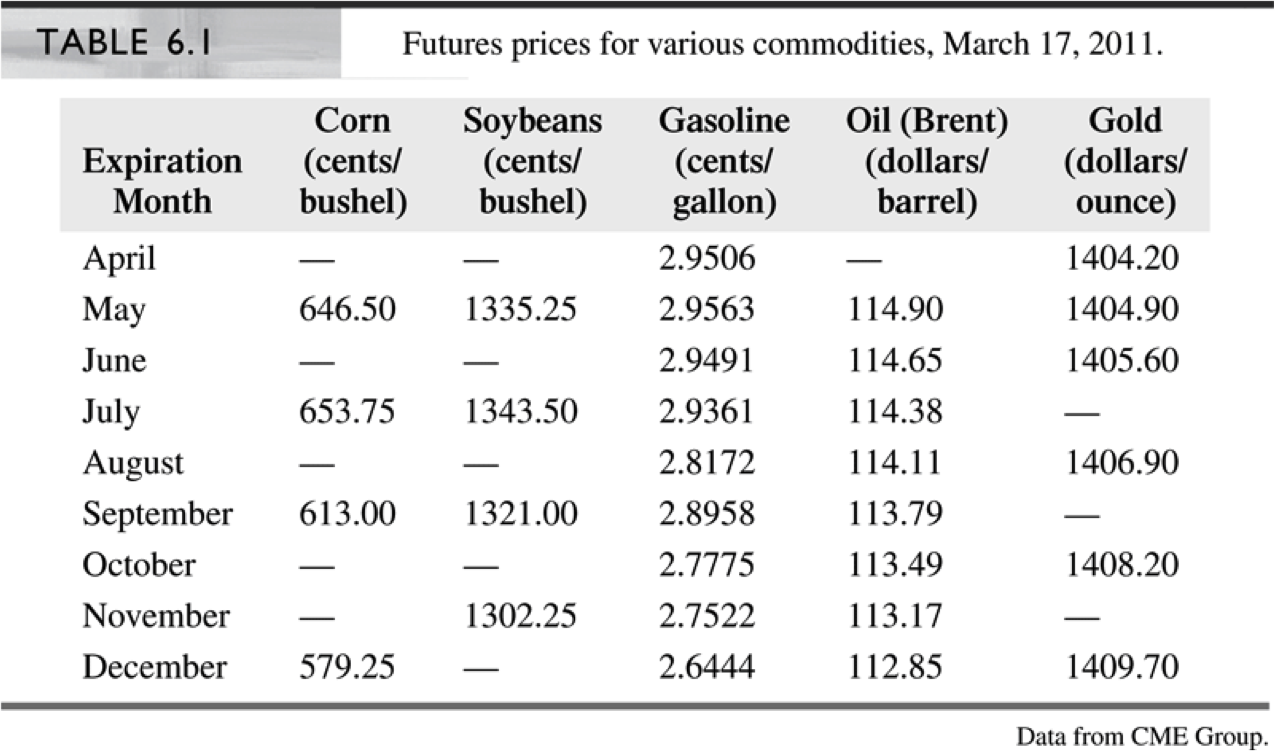 TABLE 6.1 Futures prices for various commodities, March 17, 2011.
Corn Soybeans Gasoline Oil (Brent) Gold
Expiration (cents/ (cents/ (cents/ (dollars/ (dollars/
Month bushel) bushel) gallon) barrel) ounce)
April — — 2.9506 — 1404.20
May 646.50 1335.25 2.9563 114.90 1404.90
June — — 2.9491 114.65 1405.60
July 653.75 1343.50 2.9361 114.38 —
August — — 2.8172 114.11 1406.90
September 613.00 1321.00 2.8958 113.79 —
October — — 2.7775 113.49 1408.20
November — 1302.25 2.7522 113.17 —
December 579.25 — 2.6444 112.85 1409.70
Data from CME Group.